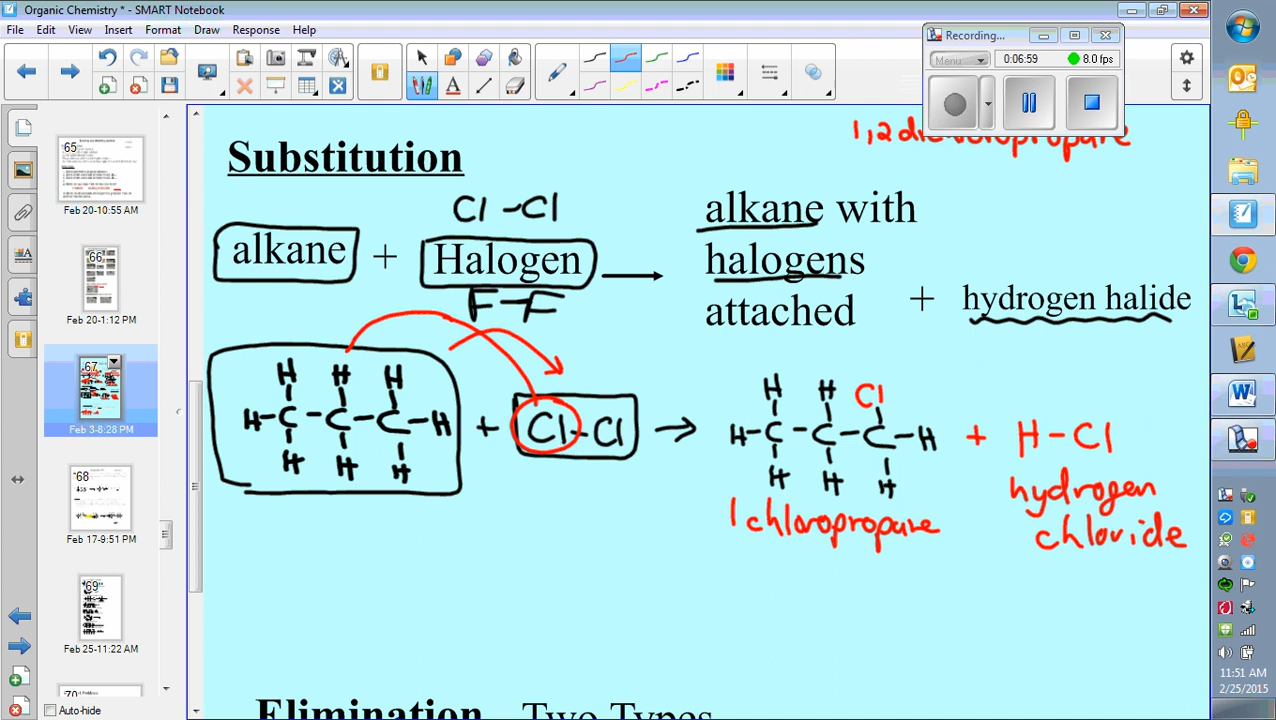 Organic Chemistry * - SMART Notebook
File Edit View Insert Format Draw Response Help
Recording...
Menu 0:06:59 8.0 fps
65
Feb 20-10:55 AM
66
Feb 20-1:12 PM
67
Feb 3-8:28 PM
68
Feb 17-9:51 PM
69
Feb 25-11:22 AM
70
Auto-hide
Substitution
Cl - Cl
alkane + Halogen
F - F
alkane with
halogens
attached
+ hydrogen halide
H H H
H-C-C-C-H + Cl-Cl →
H H H
H H Cl
H-C-C-C-H + H-Cl
H H H
1 chloropropane
hydrogen
chloride
Elimination Two Types
11:51 AM
2/25/2015